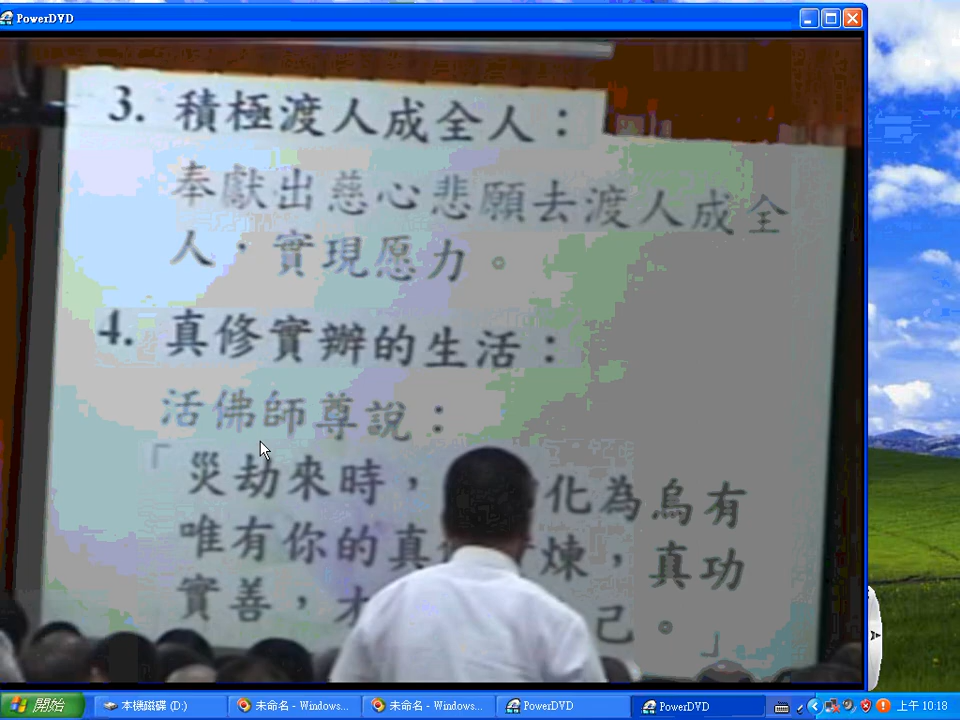 PowerDVD
3. 積極渡人成全人：
奉獻出慈心悲願去渡人成全
人，實現愿力。
4. 真修實辦的生活：
活佛師尊說：
「災劫來時， 化為烏有
唯有你的真 煉，真功
實善，才 己。」
開始
本機磁碟 (D:)
未命名 - Windows...
未命名 - Windows...
PowerDVD
PowerDVD
上午 10:18